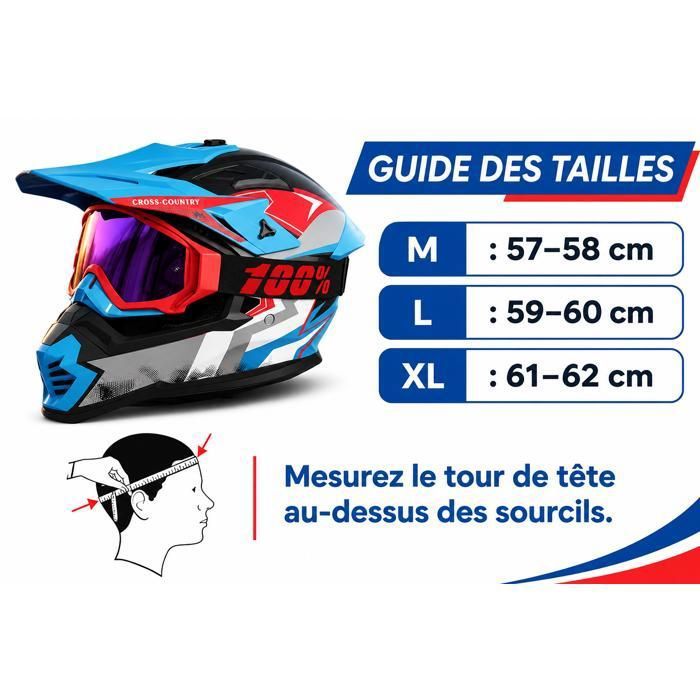 GUIDE DES TAILLES
CROSS-COUNTRY
100%
M : 57–58 cm
L : 59–60 cm
XL : 61–62 cm
Mesurez le tour de tête
au-dessus des sourcils.